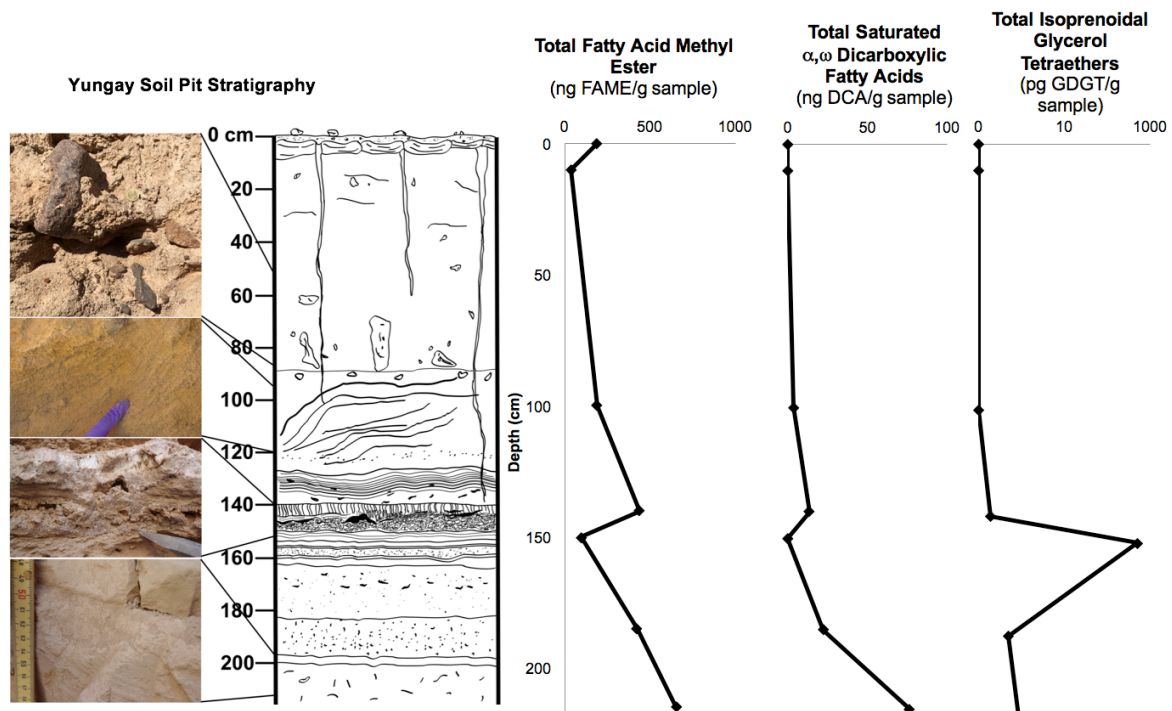 Yungay Soil Pit Stratigraphy
0 cm
20
40
60
80
100
120
140
160
180
200
Total Fatty Acid Methyl
Ester
(ng FAME/g sample)
0 500 1000
Depth (cm)
0
50
100
150
200
Total Saturated
α,ω Dicarboxylic
Fatty Acids
(ng DCA/g sample)
0 50 100
Total Isoprenoidal
Glycerol
Tetraethers
(pg GDGT/g
sample)
0 10 1000